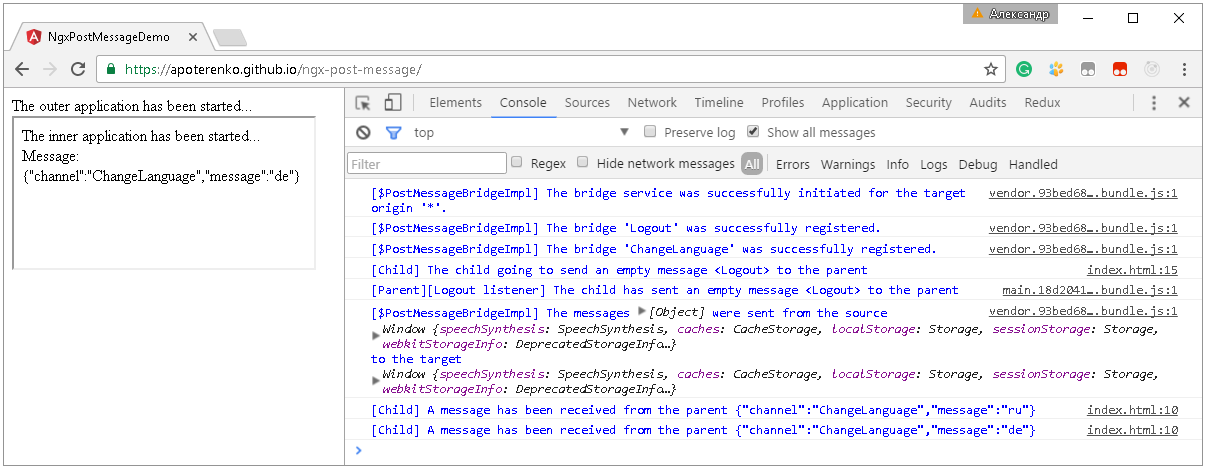 Александр
NgxPostMessageDemo
https://apoterenko.github.io/ngx-post-message/
The outer application has been started...
The inner application has been started...
Message:
{"channel":"ChangeLanguage","message":"de"}
Elements Console Sources Network Timeline Profiles Application Security Audits Redux
top Preserve log Show all messages
Filter Regex Hide network messages All Errors Warnings Info Logs Debug Handled
[$PostMessageBridgeImpl] The bridge service was successfully initiated for the target vendor.93bed68….bundle.js:1
origin '*'.
[$PostMessageBridgeImpl] The bridge 'Logout' was successfully registered. vendor.93bed68….bundle.js:1
[$PostMessageBridgeImpl] The bridge 'ChangeLanguage' was successfully registered. vendor.93bed68….bundle.js:1
[Child] The child going to send an empty message <Logout> to the parent index.html:15
[Parent][Logout listener] The child has sent an empty message <Logout> to the parent main.18d2041….bundle.js:1
[$PostMessageBridgeImpl] The messages [Object] were sent from the source vendor.93bed68….bundle.js:1
Window {speechSynthesis: SpeechSynthesis, caches: CacheStorage, localStorage: Storage, sessionStorage: Storage,
webkitStorageInfo: DeprecatedStorageInfo…}
to the target
Window {speechSynthesis: SpeechSynthesis, caches: CacheStorage, localStorage: Storage, sessionStorage: Storage,
webkitStorageInfo: DeprecatedStorageInfo…}
[Child] A message has been received from the parent {"channel":"ChangeLanguage","message":"ru"} index.html:10
[Child] A message has been received from the parent {"channel":"ChangeLanguage","message":"de"} index.html:10